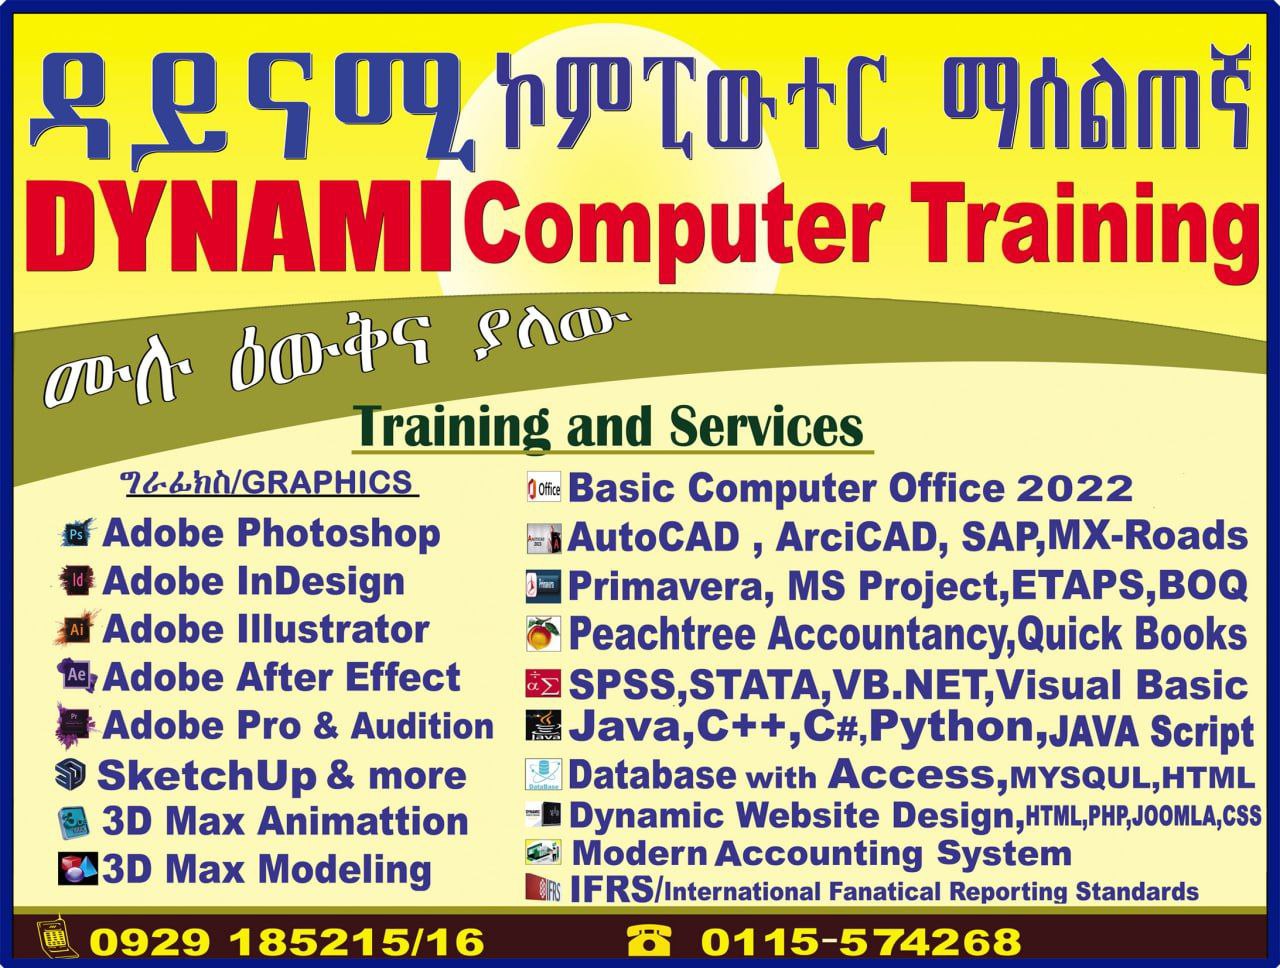 ዳይናሚ ኮምፒውተር ማሰልጠኛ
DYNAMI Computer Training
ሙሉ ዕውቅና ያለው
Training and Services
ግራፊክስ/GRAPHICS
Adobe Photoshop
Adobe InDesign
Adobe Illustrator
Adobe After Effect
Adobe Pro & Audition
SketchUp & more
3D Max Animattion
3D Max Modeling
Basic Computer Office 2022
AutoCAD , ArciCAD, SAP,MX-Roads
Primavera, MS Project,ETAPS,BOQ
Peachtree Accountancy,Quick Books
SPSS,STATA,VB.NET,Visual Basic
Java,C++,C#,Python,JAVA Script
Database with Access,MYSQUL,HTML
Dynamic Website Design,HTML,PHP,JOOMLA,CSS
Modern Accounting System
IFRS/International Fanatical Reporting Standards
0929 185215/16 0115-574268